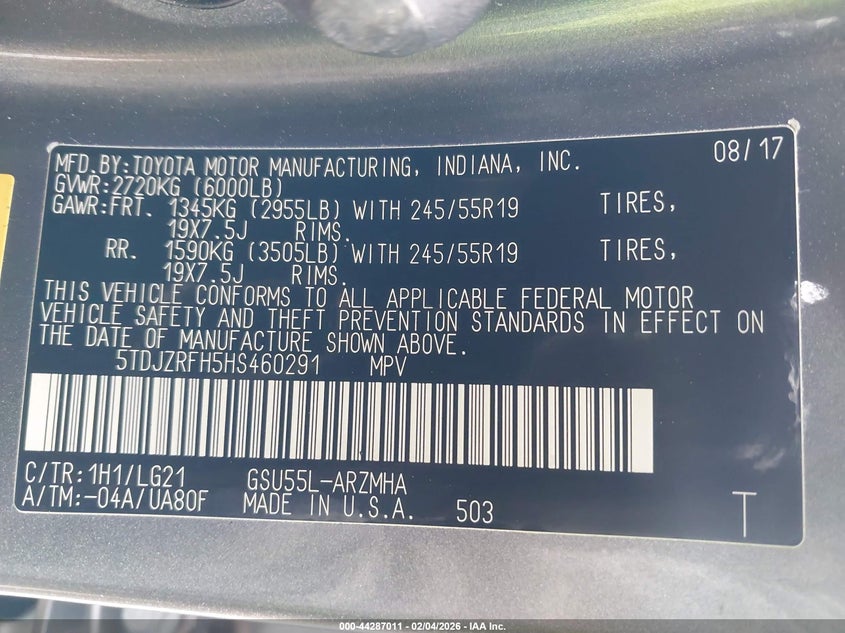 MFD.BY:TOYOTA MOTOR MANUFACTURING, INDIANA, INC. 08/17
GVWR:2720KG (6000LB)
GAWR:FRT. 1345KG (2955LB) WITH 245/55R19 TIRES,
19X7.5J RIMS.
RR. 1590KG (3505LB) WITH 245/55R19 TIRES,
19X7.5J RIMS.
THIS VEHICLE CONFORMS TO ALL APPLICABLE FEDERAL MOTOR
VEHICLE SAFETY AND THEFT PREVENTION STANDARDS IN EFFECT ON
THE DATE OF MANUFACTURE SHOWN ABOVE.
5TDJZRFH5HS460291 MPV
C/TR:1H1/LG21 GSU55L-ARZMHA
A/TM:-04A/UA80F MADE IN U.S.A. 503 T
000-44287011 - 02/04/2026 - IAA Inc.